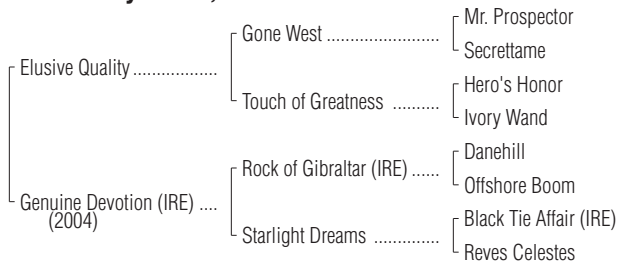 Mr. Prospector
Gone West ........................
Secrettame
Elusive Quality ..................
Hero's Honor
Touch of Greatness ..........
Ivory Wand
Danehill
Rock of Gibraltar (IRE) ......
Offshore Boom
Genuine Devotion (IRE) ....
(2004)
Black Tie Affair (IRE)
Starlight Dreams ..............
Reves Celestes